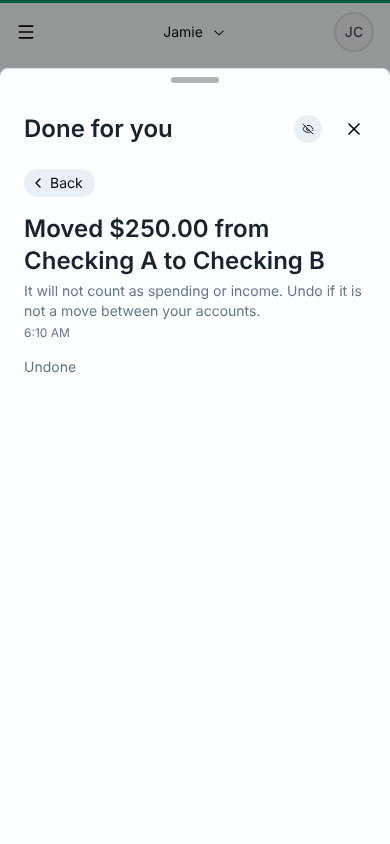 Jamie
JC
Done for you
Back
Moved $250.00 from
Checking A to Checking B
It will not count as spending or income. Undo if it is
not a move between your accounts.
6:10 AM
Undone